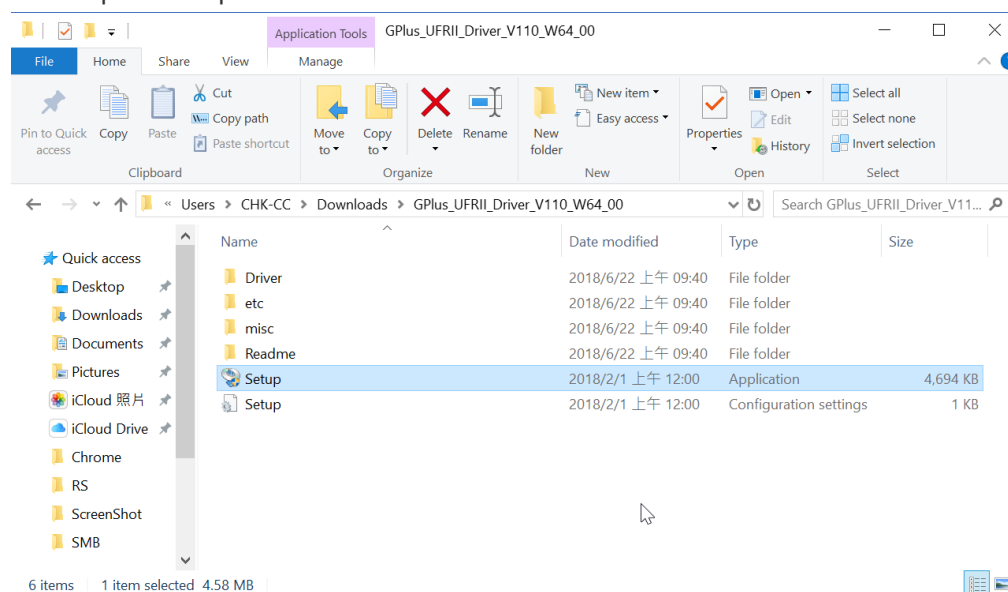 Application Tools GPlus_UFRII_Driver_V110_W64_00
File Home Share View Manage
Pin to Quick access
Copy
Paste
Cut
Copy path
Paste shortcut
Clipboard
Move to
Copy to
Delete
Rename
Organize
New folder
New item
Easy access
New
Properties
Open
Edit
History
Open
Select all
Select none
Invert selection
Select
« Users > CHK-CC > Downloads > GPlus_UFRII_Driver_V110_W64_00
Search GPlus_UFRII_Driver_V11...
Quick access
Desktop
Downloads
Documents
Pictures
iCloud 照片
iCloud Drive
Chrome
RS
ScreenShot
SMB
Name Date modified Type Size
Driver 2018/6/22 上午 09:40 File folder
etc 2018/6/22 上午 09:40 File folder
misc 2018/6/22 上午 09:40 File folder
Readme 2018/6/22 上午 09:40 File folder
Setup 2018/2/1 上午 12:00 Application 4,694 KB
Setup 2018/2/1 上午 12:00 Configuration settings 1 KB
6 items 1 item selected 4.58 MB